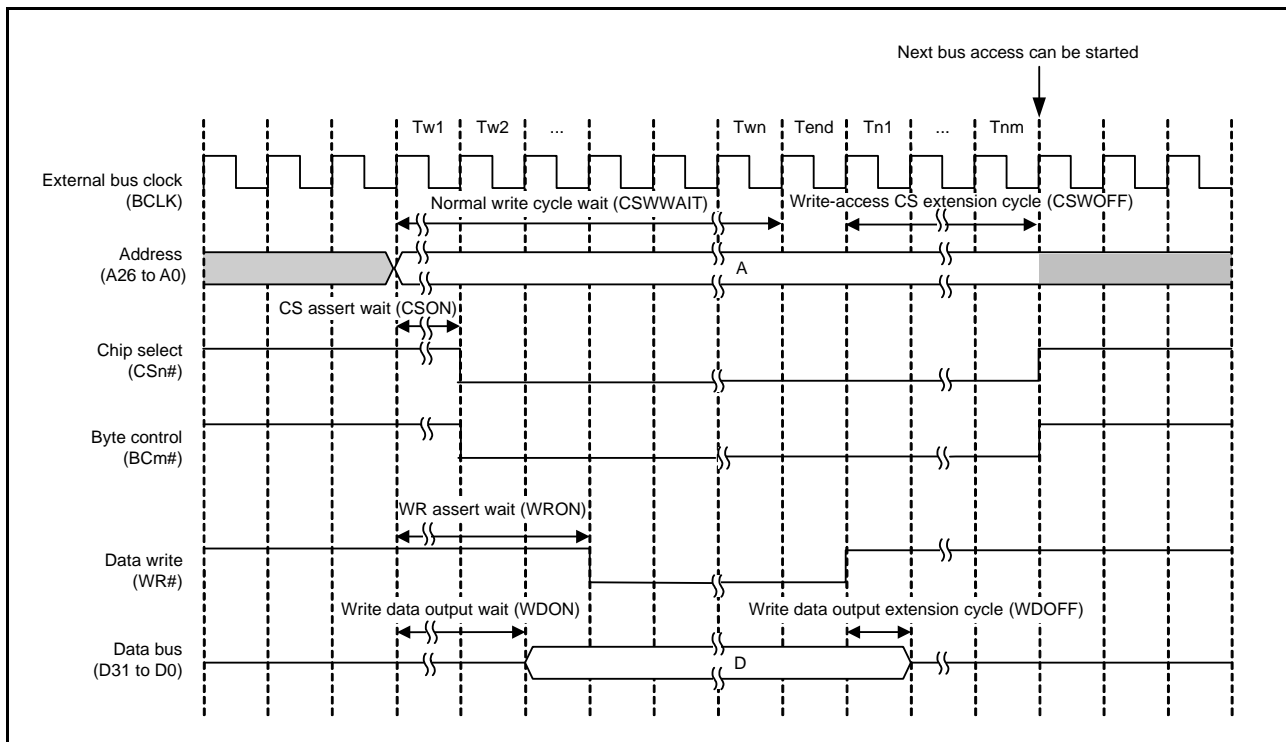 Next bus access can be started
Tw1 Tw2 ... Twn Tend Tn1 ... Tnm
External bus clock
(BCLK)
Normal write cycle wait (CSWWAIT) Write-access CS extension cycle (CSWOFF)
Address
(A26 to A0)
A
CS assert wait (CSON)
Chip select
(CSn#)
Byte control
(BCm#)
WR assert wait (WRON)
Data write
(WR#)
Write data output wait (WDON) Write data output extension cycle (WDOFF)
Data bus
(D31 to D0)
D